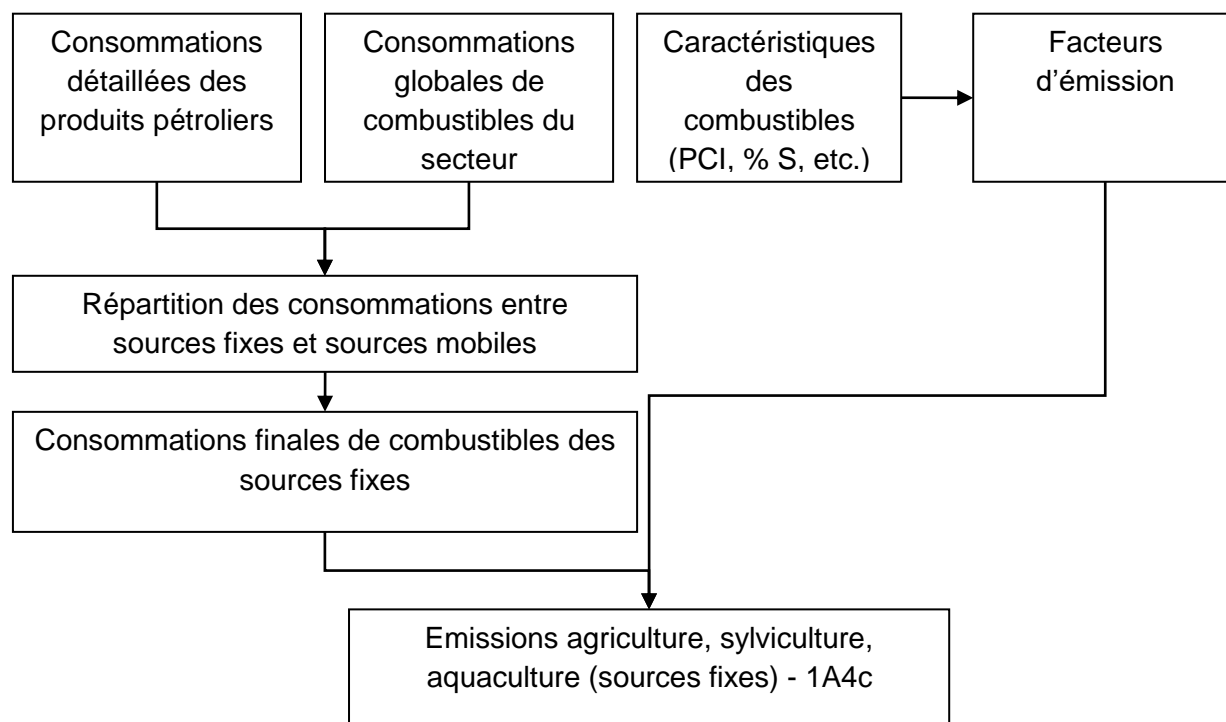 Consommations
détaillées des
produits pétroliers
Consommations
globales de
combustibles du
secteur
Caractéristiques
des
combustibles
(PCI, % S, etc.)
Facteurs
d’émission
Répartition des consommations entre
sources fixes et sources mobiles
Consommations finales de combustibles des
sources fixes
Emissions agriculture, sylviculture,
aquaculture (sources fixes) - 1A4c